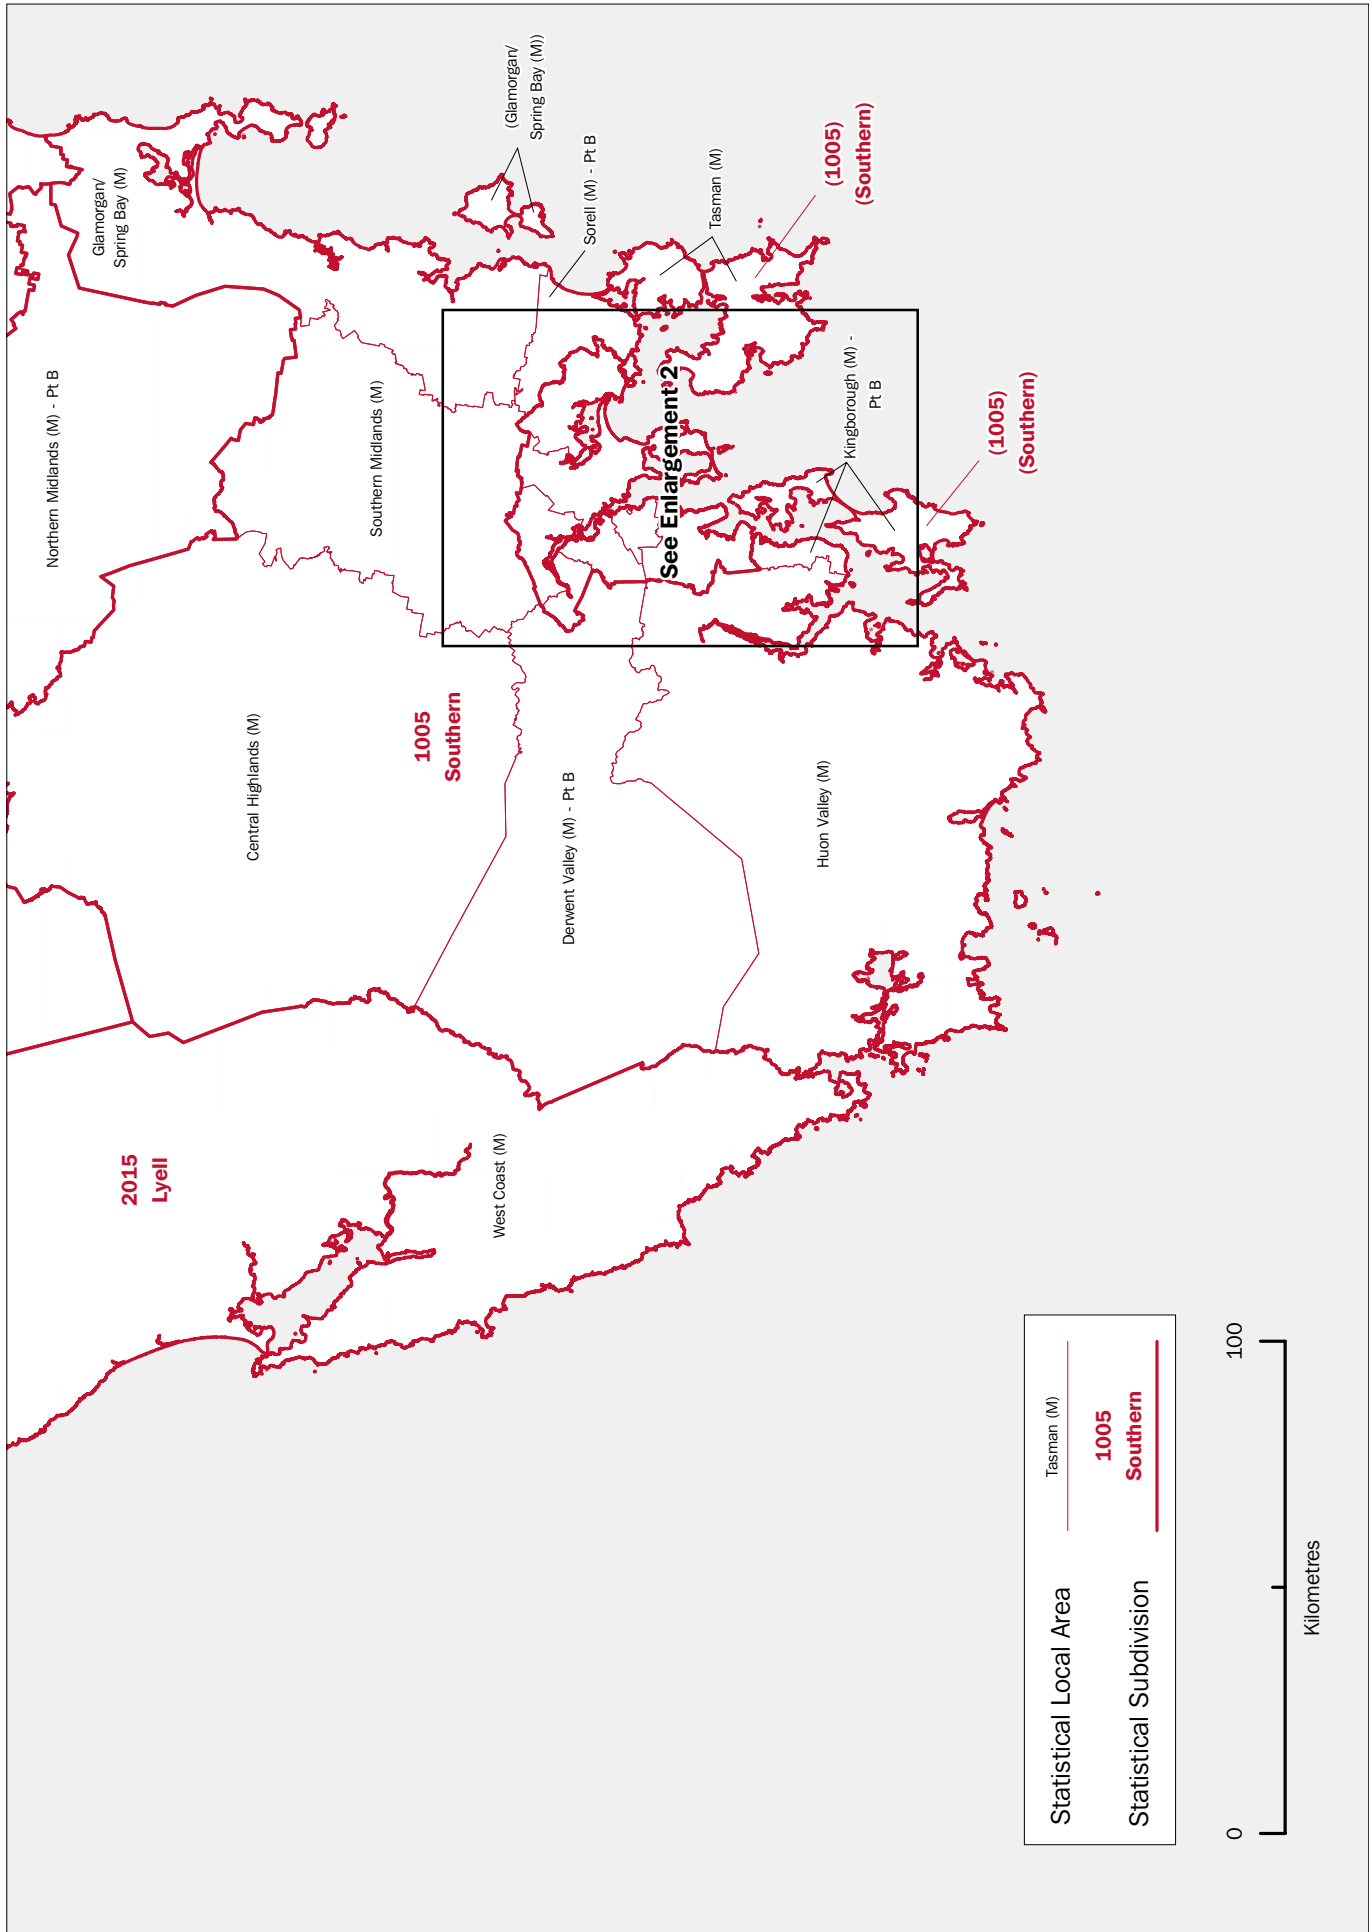 Northern Midlands (M) - Pt B
Glamorgan/
Spring Bay (M)
2015
Lyell
Central Highlands (M)
Southern Midlands (M)
1005
Southern
West Coast (M)
(Glamorgan/
Spring Bay (M))
Derwent Valley (M) - Pt B
Sorell (M) - Pt B
See Enlargement 2
Tasman (M)
Huon Valley (M)
(1005)
(Southern)
Kingborough (M) -
Pt B
(1005)
(Southern)
Statistical Local Area
Tasman (M)
Statistical Subdivision
1005
Southern
0
100
Kilometres